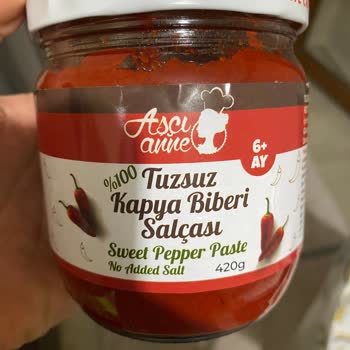 Aşçı
anne
6+
AY
%100
Tuzsuz
Kapya Biberi
Salçası
Sweet Pepper Paste
No Added Salt
420g